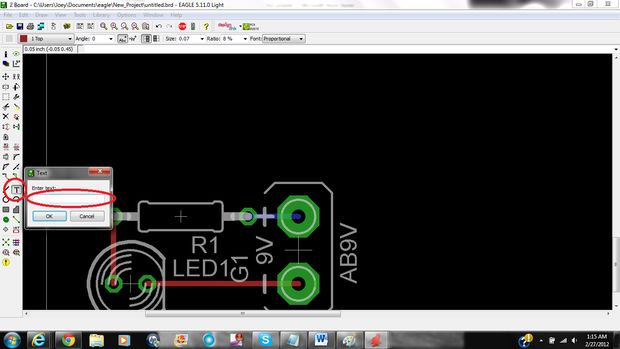 2 Board - C:\Users\Joey\Documents\eagle\New_Project\untitled.brd - EAGLE 5.11.0 Light
File Edit View Tools Library Options Window Help
1 Top Angle: 0 Abc Size: 0.07 Ratio: 8 % Font: Proportional
0.05 inch (-0.05 0.45)
Text
Enter text:
OK Cancel
R1
LED1
G1
9V
AB9V
1:15 AM
2/27/2012